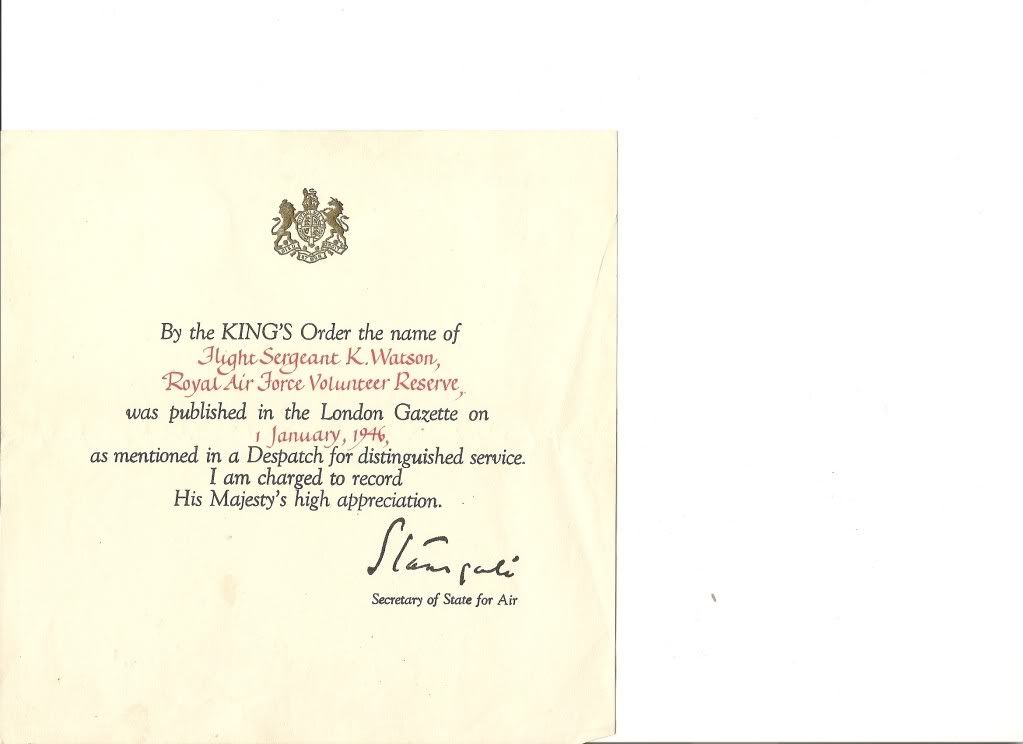 By the KING'S Order the name of
Flight Sergeant K. Watson,
Royal Air Force Volunteer Reserve,
was published in the London Gazette on
1 January, 1946,
as mentioned in a Despatch for distinguished service.
I am charged to record
His Majesty's high appreciation.
Stansgate
Secretary of State for Air